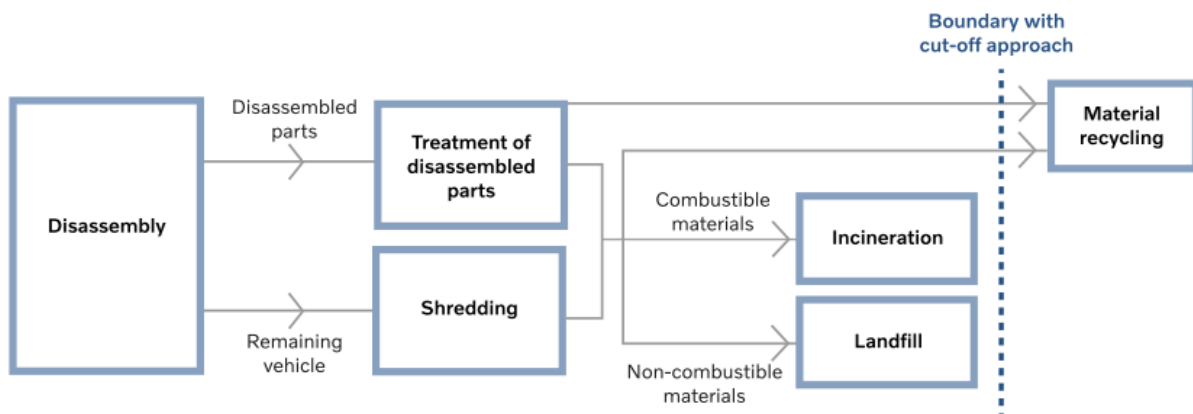 Boundary with
cut-off approach
Disassembly
Disassembled
parts
Treatment of
disassembled
parts
Material
recycling
Combustible
materials
Incineration
Remaining
vehicle
Shredding
Non-combustible
materials
Landfill